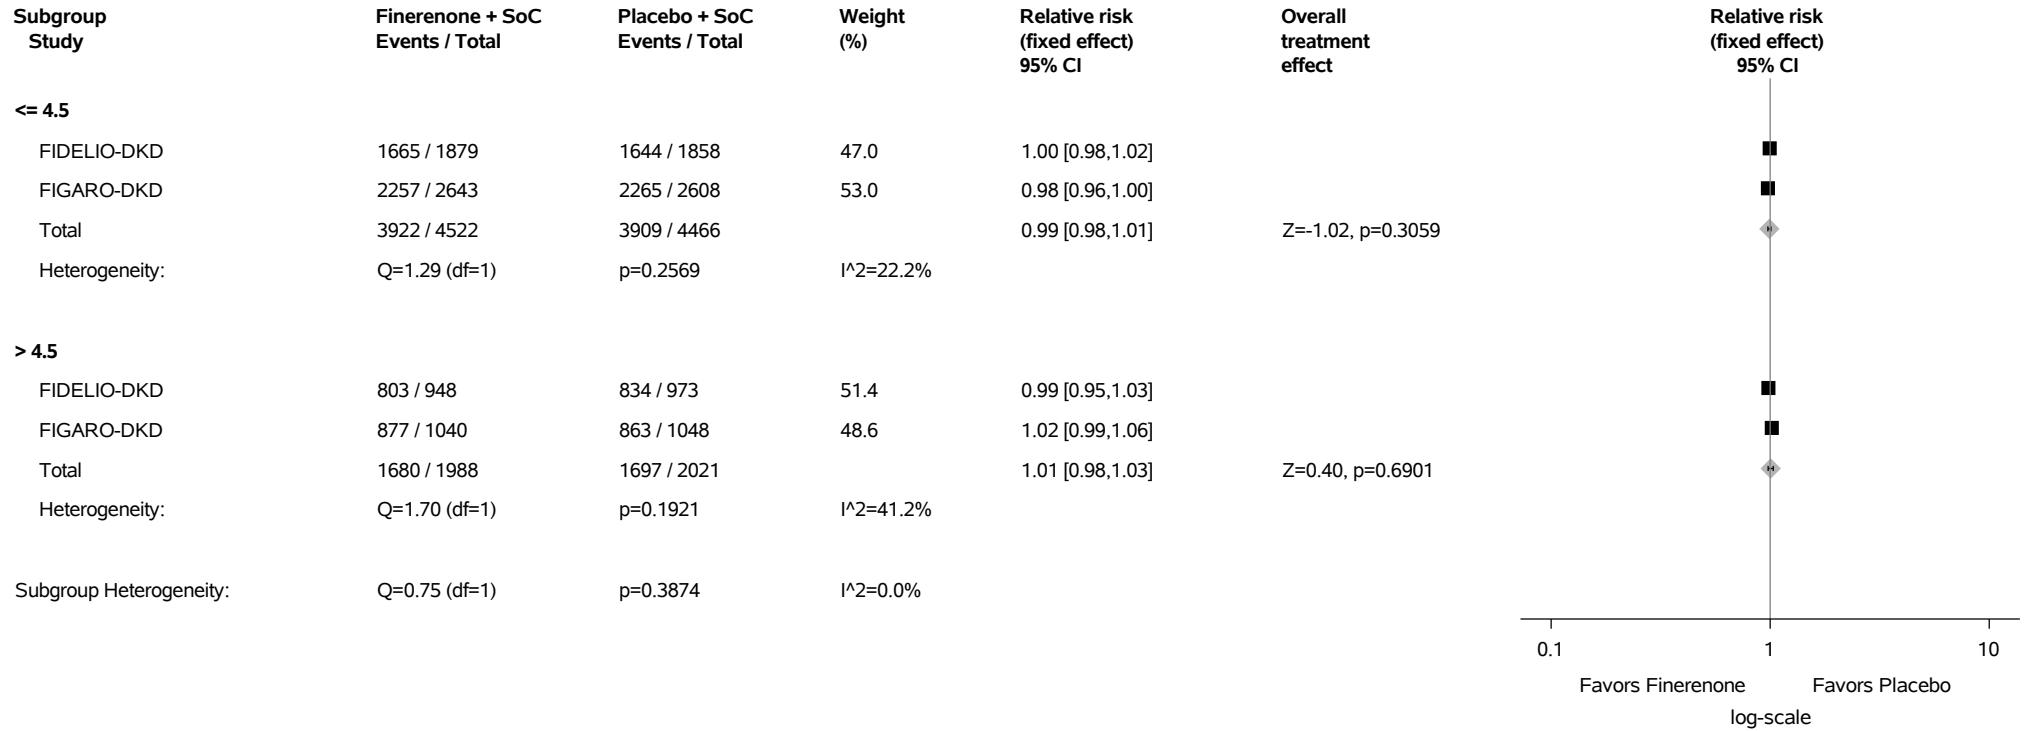 Subgroup Finerenone + SoC Placebo + SoC Weight Relative risk Overall Relative risk
Study Events / Total Events / Total (%) (fixed effect) treatment (fixed effect)
95% CI effect 95% CI
<= 4.5
FIDELIO-DKD 1665 / 1879 1644 / 1858 47.0 1.00 [0.98,1.02]
FIGARO-DKD 2257 / 2643 2265 / 2608 53.0 0.98 [0.96,1.00]
Total 3922 / 4522 3909 / 4466 0.99 [0.98,1.01] Z=-1.02, p=0.3059
Heterogeneity: Q=1.29 (df=1) p=0.2569 I^2=22.2%
> 4.5
FIDELIO-DKD 803 / 948 834 / 973 51.4 0.99 [0.95,1.03]
FIGARO-DKD 877 / 1040 863 / 1048 48.6 1.02 [0.99,1.06]
Total 1680 / 1988 1697 / 2021 1.01 [0.98,1.03] Z=0.40, p=0.6901
Heterogeneity: Q=1.70 (df=1) p=0.1921 I^2=41.2%
Subgroup Heterogeneity: Q=0.75 (df=1) p=0.3874 I^2=0.0%
0.1 1 10
Favors Finerenone Favors Placebo
log-scale